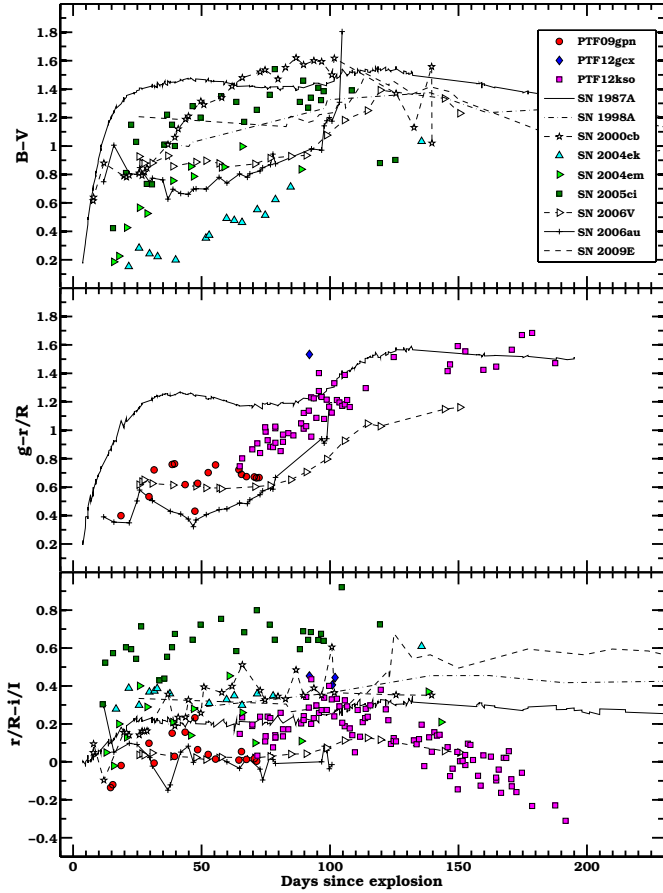 B−V
1.8
1.6
1.4
1.2
1.0
0.8
0.6
0.4
0.2
PTF09gpn
PTF12gcx
PTF12kso
SN 1987A
SN 1998A
SN 2000cb
SN 2004ek
SN 2004em
SN 2005ci
SN 2006V
SN 2006au
SN 2009E
g−r/R
1.8
1.6
1.4
1.2
1.0
0.8
0.6
0.4
0.2
r/R−i/I
0.8
0.6
0.4
0.2
0
−0.2
−0.4
0
50
100
150
200
Days since explosion